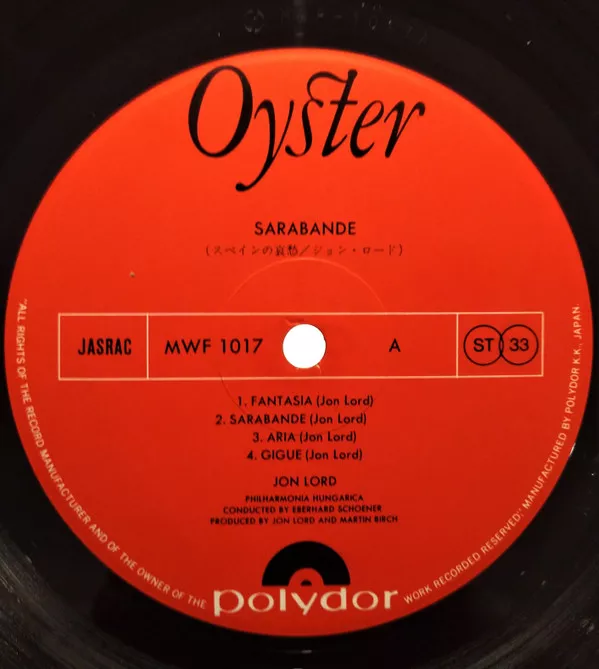 Oyster
SARABANDE
(スペインの哀愁/ジョン・ロード)
JASRAC
MWF 1017
A
ST 33
1. FANTASIA (Jon Lord)
2. SARABANDE (Jon Lord)
3. ARIA (Jon Lord)
4. GIGUE (Jon Lord)
JON LORD
PHILHARMONIA HUNGARICA
CONDUCTED BY EBERHARD SCHOENER
PRODUCED BY JON LORD AND MARTIN BIRCH
polydor
"ALL RIGHTS OF THE RECORD MANUFACTURER AND OF THE OWNER OF THE WORK RECORDED RESERVED." MANUFACTURED BY POLYDOR K.K., JAPAN.